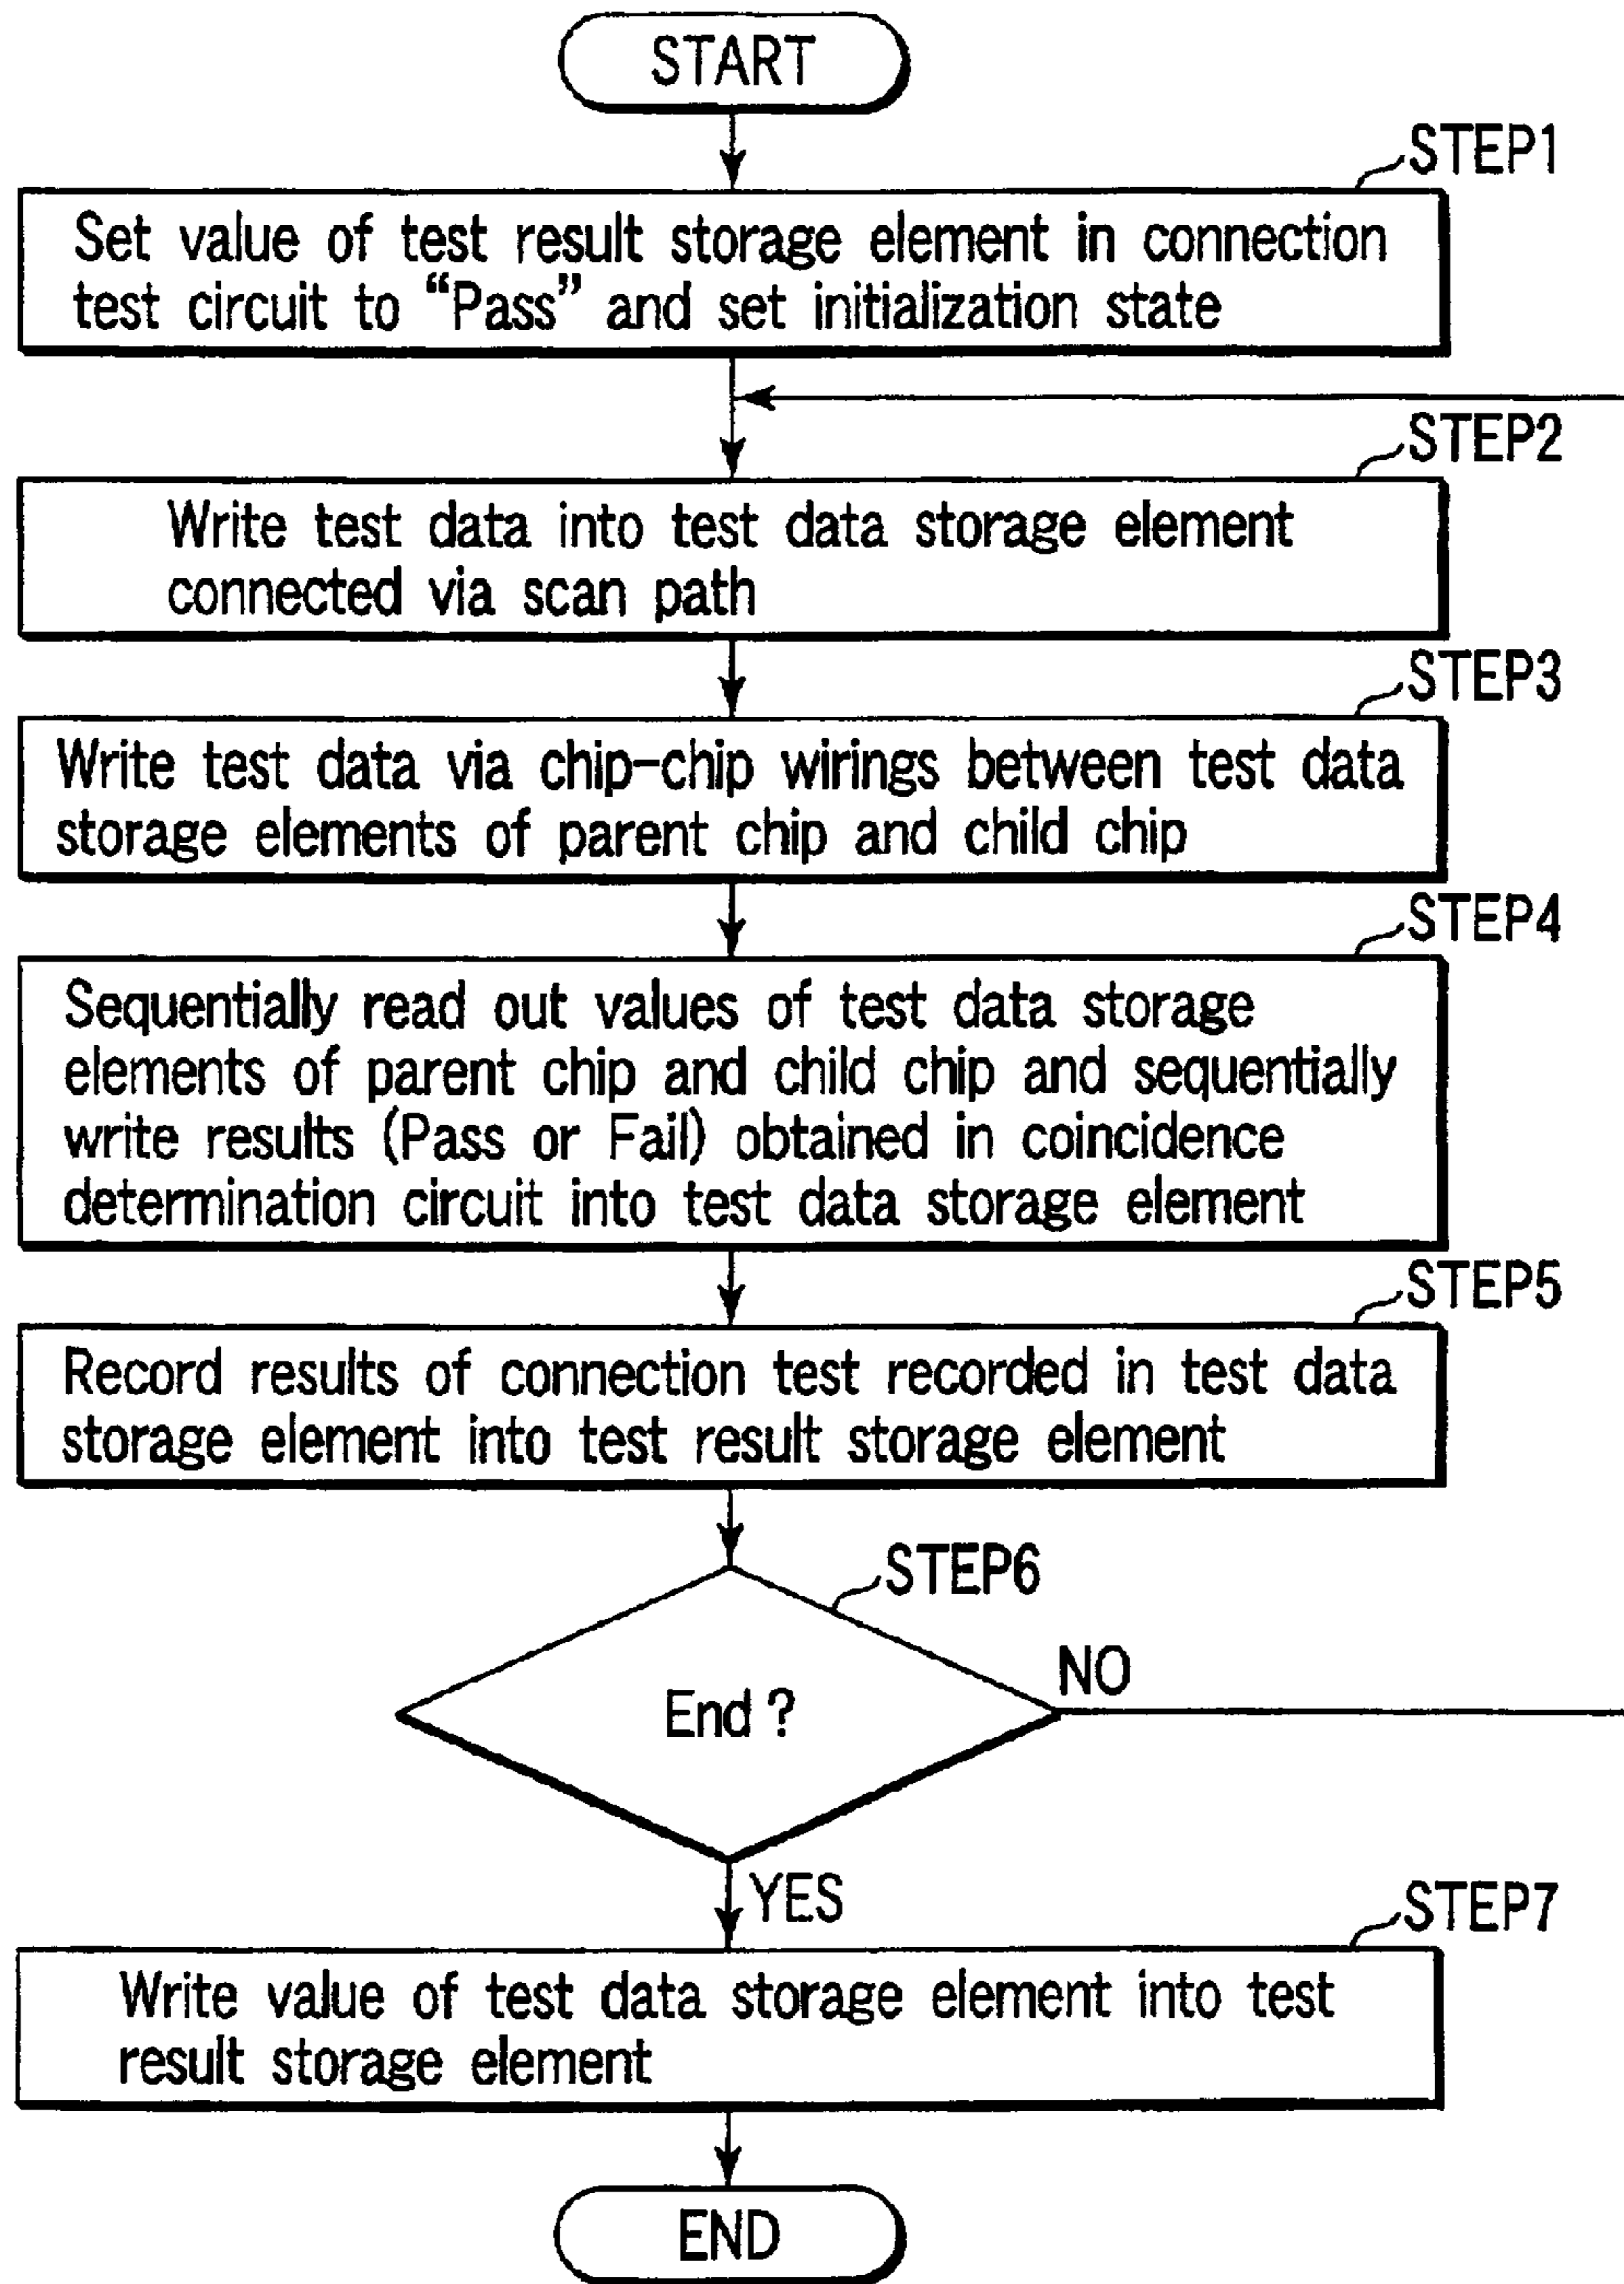 START
STEP1
Set value of test result storage element in connection
test circuit to “Pass” and set initialization state
STEP2
Write test data into test data storage element
connected via scan path
STEP3
Write test data via chip-chip wirings between test data
storage elements of parent chip and child chip
STEP4
Sequentially read out values of test data storage
elements of parent chip and child chip and sequentially
write results (Pass or Fail) obtained in coincidence
determination circuit into test data storage element
STEP5
Record results of connection test recorded in test data
storage element into test result storage element
STEP6
End ?
NO
YES
STEP7
Write value of test data storage element into test
result storage element
END